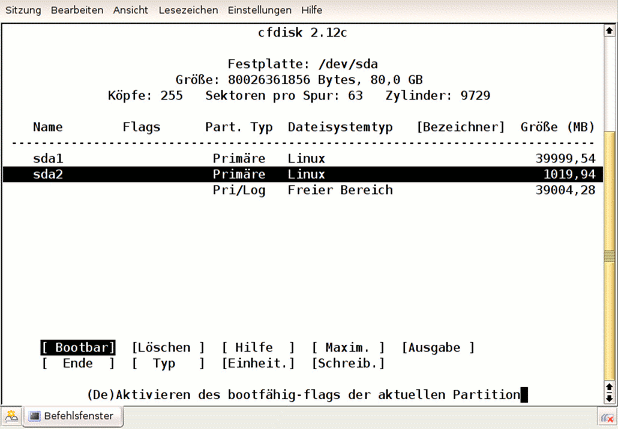 Sitzung Bearbeiten Ansicht Lesezeichen Einstellungen Hilfe
cfdisk 2.12c
Festplatte: /dev/sda
Größe: 80026361856 Bytes, 80,0 GB
Köpfe: 255 Sektoren pro Spur: 63 Zylinder: 9729
Name Flags Part. Typ Dateisystemtyp [Bezeichner] Größe (MB)
sda1 Primäre Linux 39999,54
sda2 Primäre Linux 1019,94
Pri/Log Freier Bereich 39004,28
[ Bootbar] [Löschen ] [ Hilfe ] [ Maxim. ] [Ausgabe ]
[ Ende ] [ Typ ] [Einheit.] [Schreib.]
(De)Aktivieren des bootfähig-flags der aktuellen Partition
Befehlsfenster